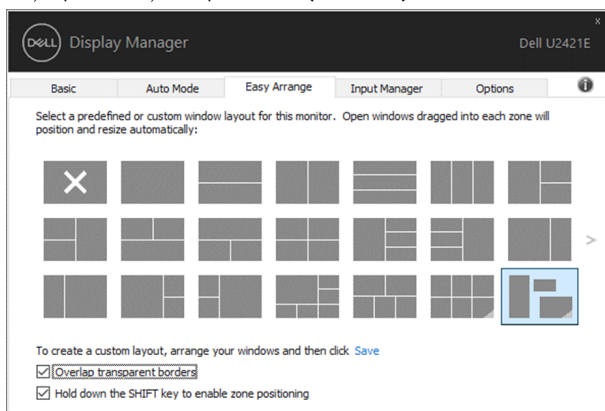 DELL Display Manager
x
Dell U2421E
Basic Auto Mode Easy Arrange Input Manager Options
Select a predefined or custom window layout for this monitor. Open windows dragged into each zone will
position and resize automatically:
>
To create a custom layout, arrange your windows and then click Save
Overlap transparent borders
Hold down the SHIFT key to enable zone positioning